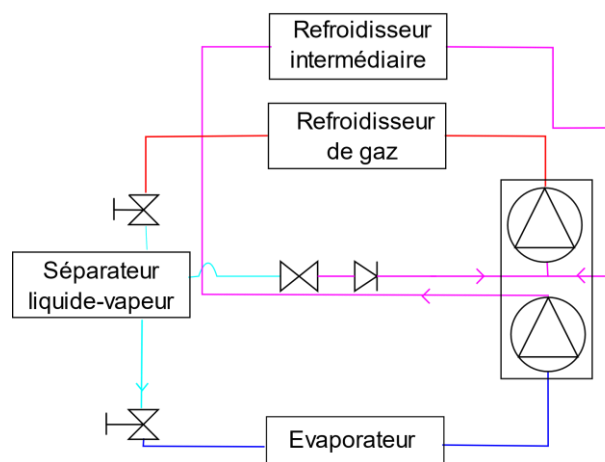 Refroidisseur
intermédiaire
Refroidisseur
de gaz
Séparateur
liquide-vapeur
Evaporateur